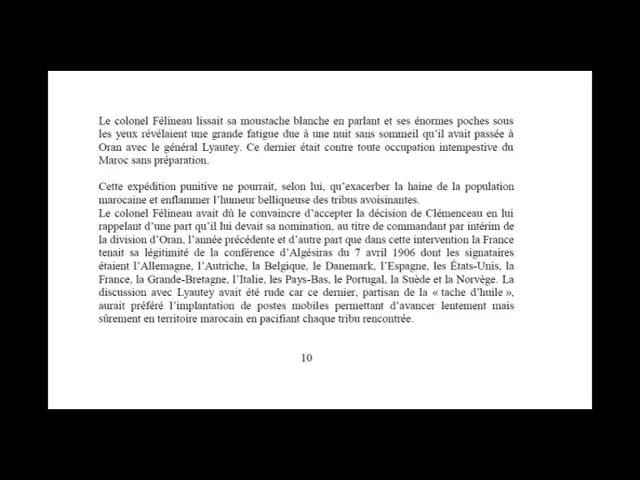 Le colonel Félineau lissait sa moustache blanche en parlant et ses énormes poches sous
les yeux révélaient une grande fatigue due à une nuit sans sommeil qu’il avait passée à
Oran avec le général Lyautey. Ce dernier était contre toute occupation intempestive du
Maroc sans préparation.
Cette expédition punitive ne pourrait, selon lui, qu’exacerber la haine de la population
marocaine et enflammer l’humeur belliqueuse des tribus avoisinantes.
Le colonel Félineau avait dû le convaincre d’accepter la décision de Clémenceau en lui
rappelant d’une part qu’il lui devait sa nomination, au titre de commandant par intérim de
la division d’Oran, l’année précédente et d’autre part que dans cette intervention la France
tenait sa légitimité de la conférence d’Algésiras du 7 avril 1906 dont les signataires
étaient l’Allemagne, l’Autriche, la Belgique, le Danemark, l’Espagne, les États-Unis, la
France, la Grande-Bretagne, l’Italie, les Pays-Bas, le Portugal, la Suède et la Norvège. La
discussion avec Lyautey avait été rude car ce dernier, partisan de la « tache d’huile »,
aurait préféré l’implantation de postes mobiles permettant d’avancer lentement mais
sûrement en territoire marocain en pacifiant chaque tribu rencontrée.
10